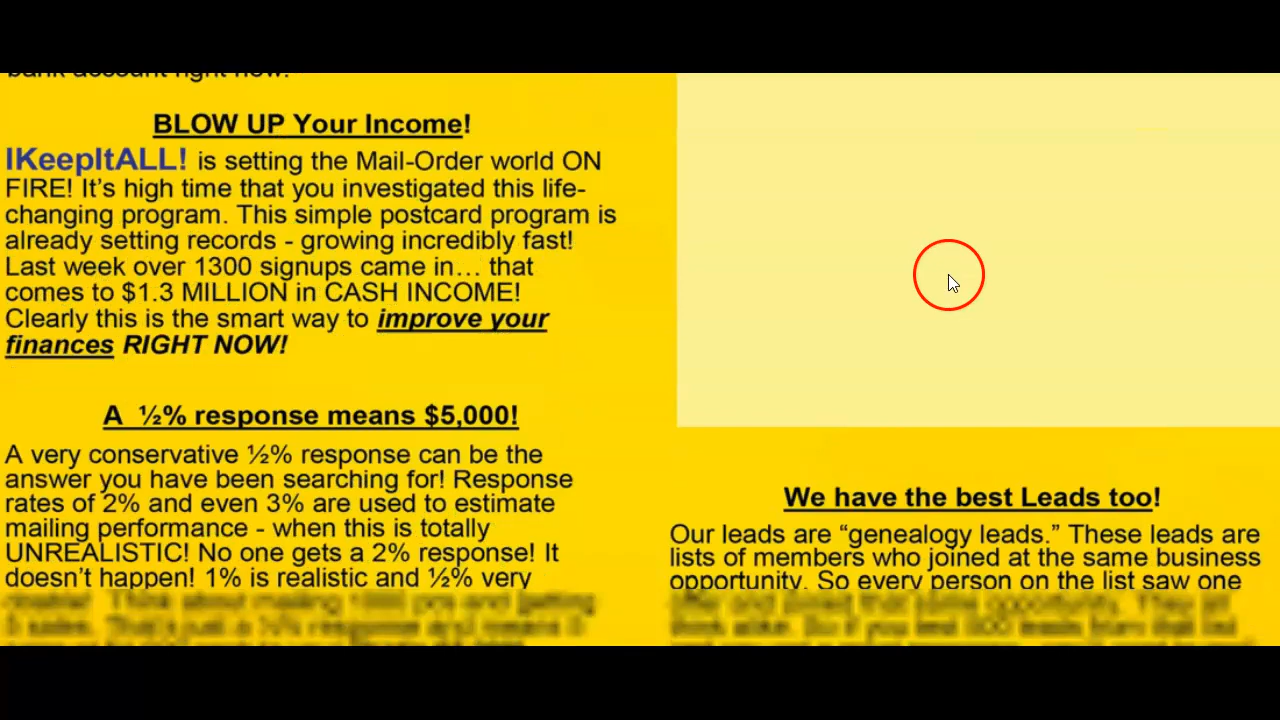 bank account right now.
BLOW UP Your Income!
IKeepItALL! is setting the Mail-Order world ON
FIRE! It’s high time that you investigated this life-
changing program. This simple postcard program is
already setting records - growing incredibly fast!
Last week over 1300 signups came in… that
comes to $1.3 MILLION in CASH INCOME!
Clearly this is the smart way to improve your
finances RIGHT NOW!
A ½% response means $5,000!
A very conservative ½% response can be the
answer you have been searching for! Response
rates of 2% and even 3% are used to estimate
mailing performance - when this is totally
UNREALISTIC! No one gets a 2% response! It
doesn’t happen! 1% is realistic and ½% very
We have the best Leads too!
Our leads are “genealogy leads.” These leads are
lists of members who joined at the same business
opportunity. So every person on the list saw one